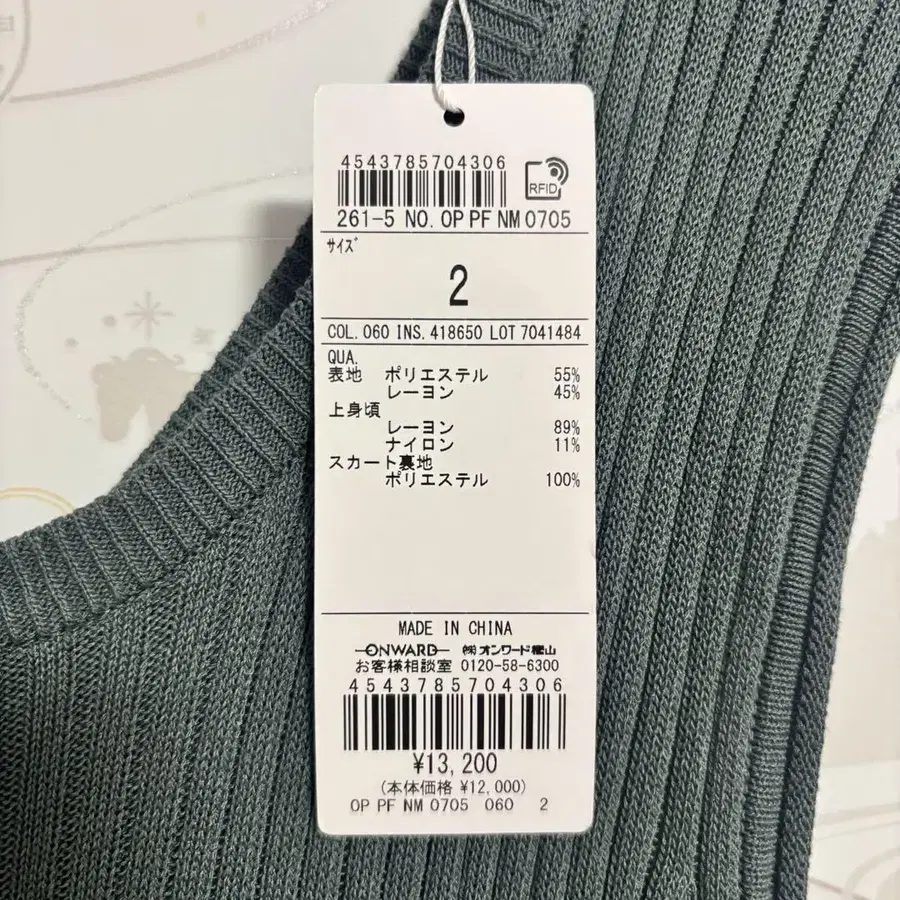 4543785704306
RFID
261-5 NO. OP PF NM 0705
サイズ
2
COL. 060 INS. 418650 LOT 7041484
QUA.
表地 ポリエステル 55%
レーヨン 45%
上身頃
レーヨン 89%
ナイロン 11%
スカート裏地
ポリエステル 100%
MADE IN CHINA
ONWARD ㈱オンワード樫山
お客様相談室 0120-58-6300
4543785704306
¥13,200
(本体価格 ¥12,000)
OP PF NM 0705 060 2